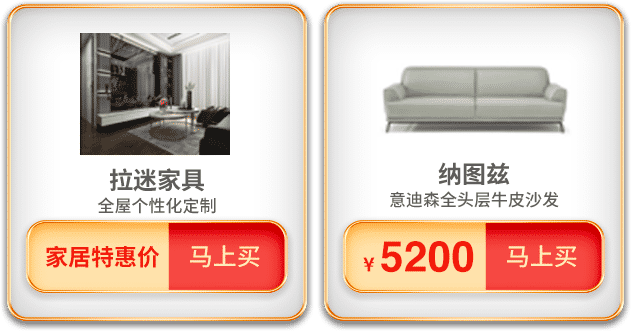 拉迷家具
全屋个性化定制
家居特惠价
马上买
纳图兹
意迪森全头层牛皮沙发
¥5200
马上买